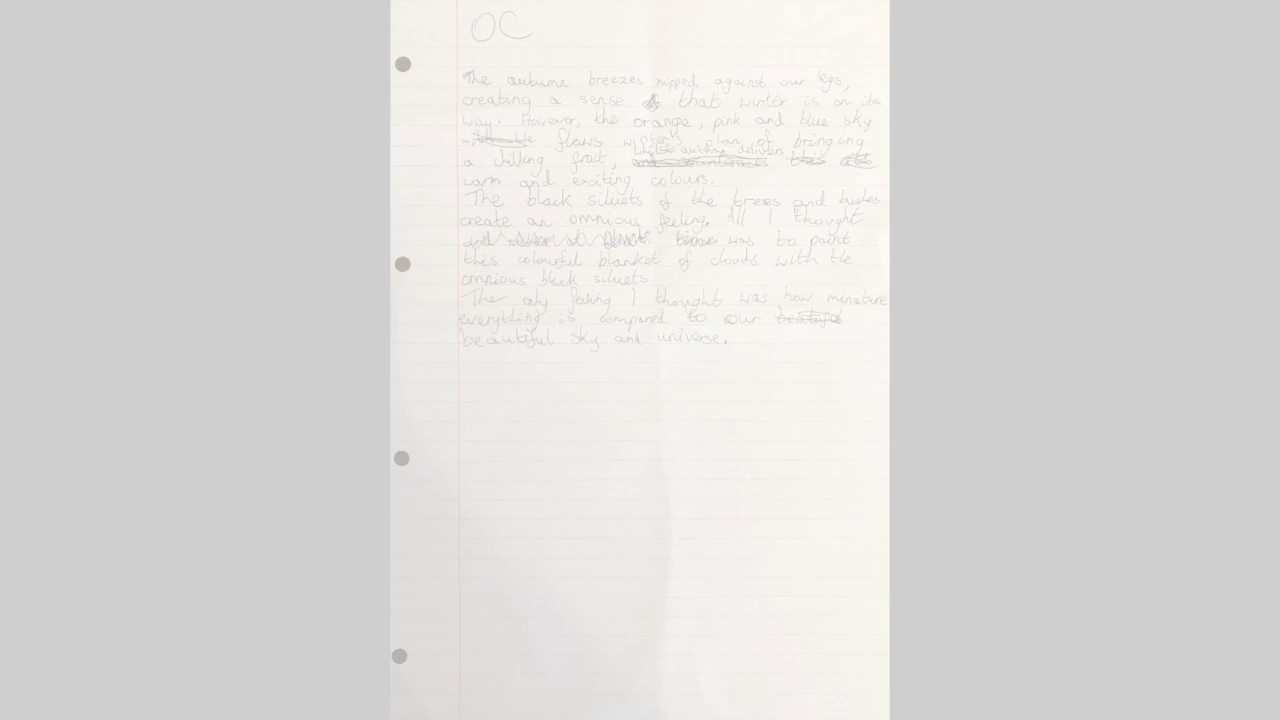 OC
The autumn breezes nipped against our legs,
creating a sense that winter is on its
way. However, the orange, pink and blue sky
flaws winter's plan of bringing
whilst autumn delivers
a chilling frost,
warm and exciting colours.
The black siluets of the trees and bushes
create an omnious feeling. All I thought
was to paint
this colourful blanket of clouds with the
omnious black siluets
The only feeling I thought was how minature
everything is compared to our
beautiful sky and universe.